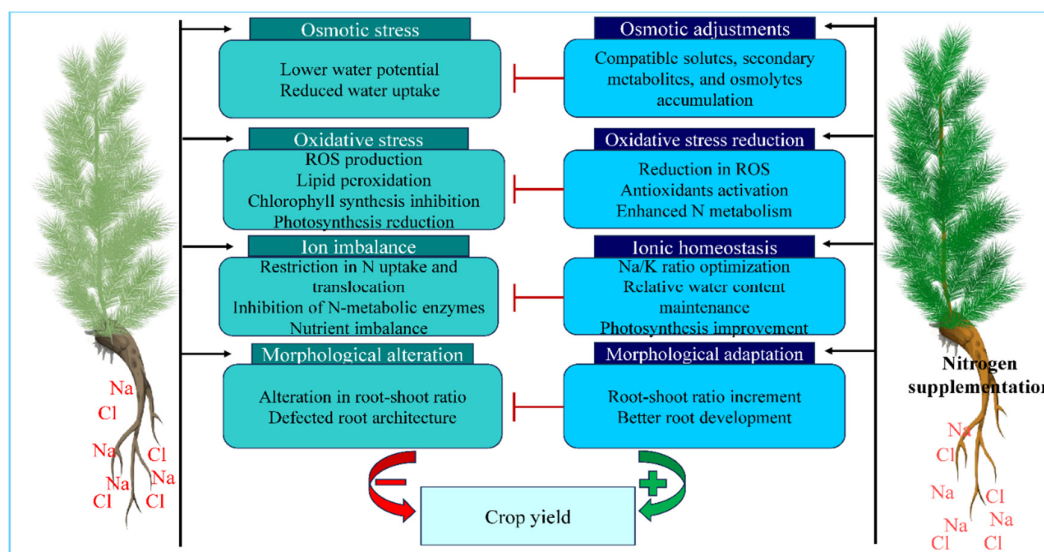 Osmotic stress
Lower water potential
Reduced water uptake
Osmotic adjustments
Compatible solutes, secondary
metabolites, and osmolytes
accumulation
Oxidative stress
ROS production
Lipid peroxidation
Chlorophyll synthesis inhibition
Photosynthesis reduction
Oxidative stress reduction
Reduction in ROS
Antioxidants activation
Enhanced N metabolism
Ion imbalance
Restriction in N uptake and
translocation
Inhibition of N-metabolic enzymes
Nutrient imbalance
Ionic homeostasis
Na/K ratio optimization
Relative water content
maintenance
Photosynthesis improvement
Morphological alteration
Alteration in root-shoot ratio
Defected root architecture
Morphological adaptation
Root-shoot ratio increment
Better root development
Nitrogen
supplementation
Na
Cl
Na
Cl
Na
Na
Cl
Cl
Cl
Na
Cl
Na
Cl
Na
Na
Cl
Cl
−
+
Crop yield